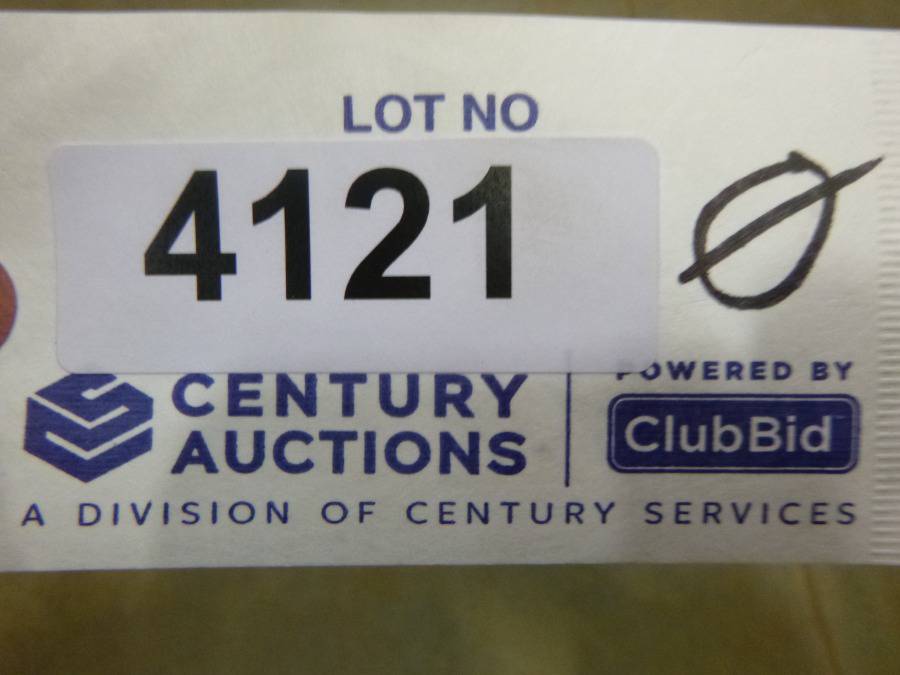 LOT NO
4121 Ø
CENTURY
AUCTIONS
POWERED BY
ClubBid
A DIVISION OF CENTURY SERVICES